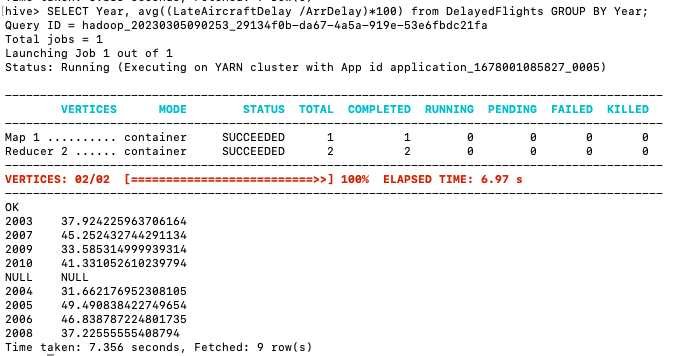 hive> SELECT Year, avg((LateAircraftDelay /ArrDelay)*100) from DelayedFlights GROUP BY Year;
Query ID = hadoop_20230305090253_29134f0b-da67-4a5a-919e-53e6fbdc21fa
Total jobs = 1
Launching Job 1 out of 1
Status: Running (Executing on YARN cluster with App id application_1678001085827_0005)
----------------------------------------------------------------------------------------------
VERTICES MODE STATUS TOTAL COMPLETED RUNNING PENDING FAILED KILLED
----------------------------------------------------------------------------------------------
Map 1 .......... container SUCCEEDED 1 1 0 0 0 0
Reducer 2 ...... container SUCCEEDED 2 2 0 0 0 0
----------------------------------------------------------------------------------------------
VERTICES: 02/02 [==========================>>] 100% ELAPSED TIME: 6.97 s
----------------------------------------------------------------------------------------------
OK
2003 37.924225963706164
2007 45.252432744291134
2009 33.585314999939314
2010 41.331052610239794
NULL NULL
2004 31.662176952308105
2005 49.490838422749654
2006 46.838787224801735
2008 37.22555555408794
Time taken: 7.356 seconds, Fetched: 9 row(s)